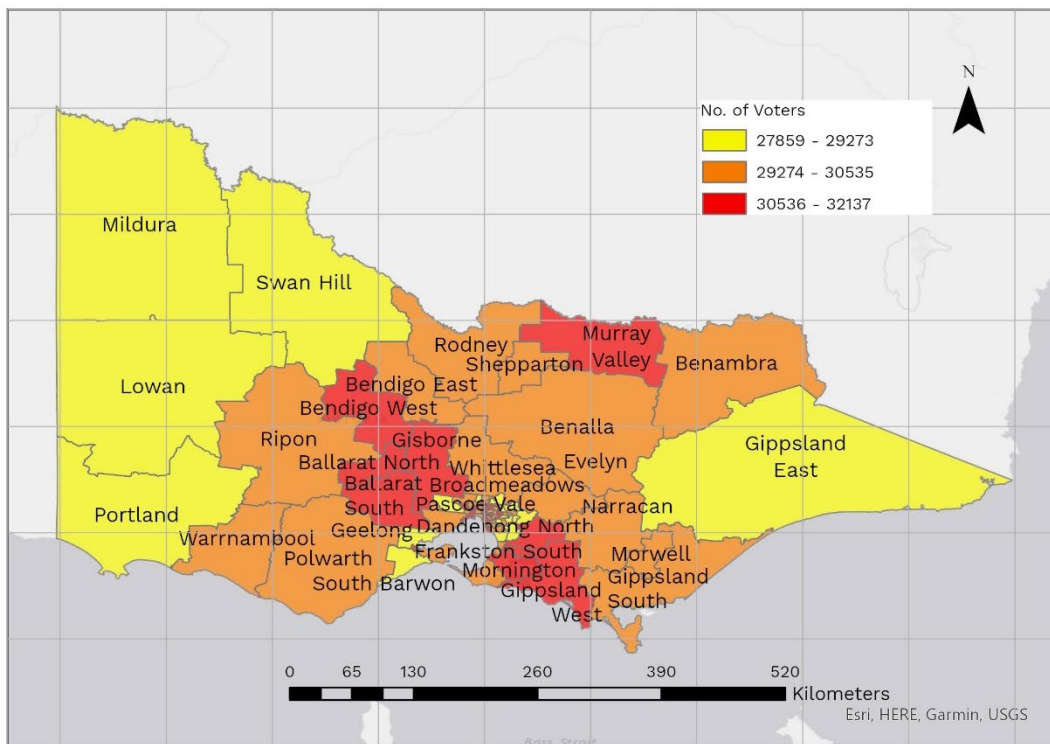 N
No. of Voters
27859 - 29273
29274 - 30535
30536 - 32137
Mildura
Swan Hill
Murray
Valley
Rodney
Shepparton
Benambra
Lowan
Bendigo East
Bendigo West
Benalla
Ripon
Gisborne
Gippsland
East
Ballarat North
Whittlesea
Evelyn
Ballarat
South
Broadmeadows
Pascoe Vale
Narracan
Portland
Warrnambool
Geelong
Dandenong North
Polwarth
Frankston South
Morwell
South Barwon
Mornington
Gippsland
South
Gippsland
West
0 65 130 260 390 520
Kilometers
Esri, HERE, Garmin, USGS
Bass Strait